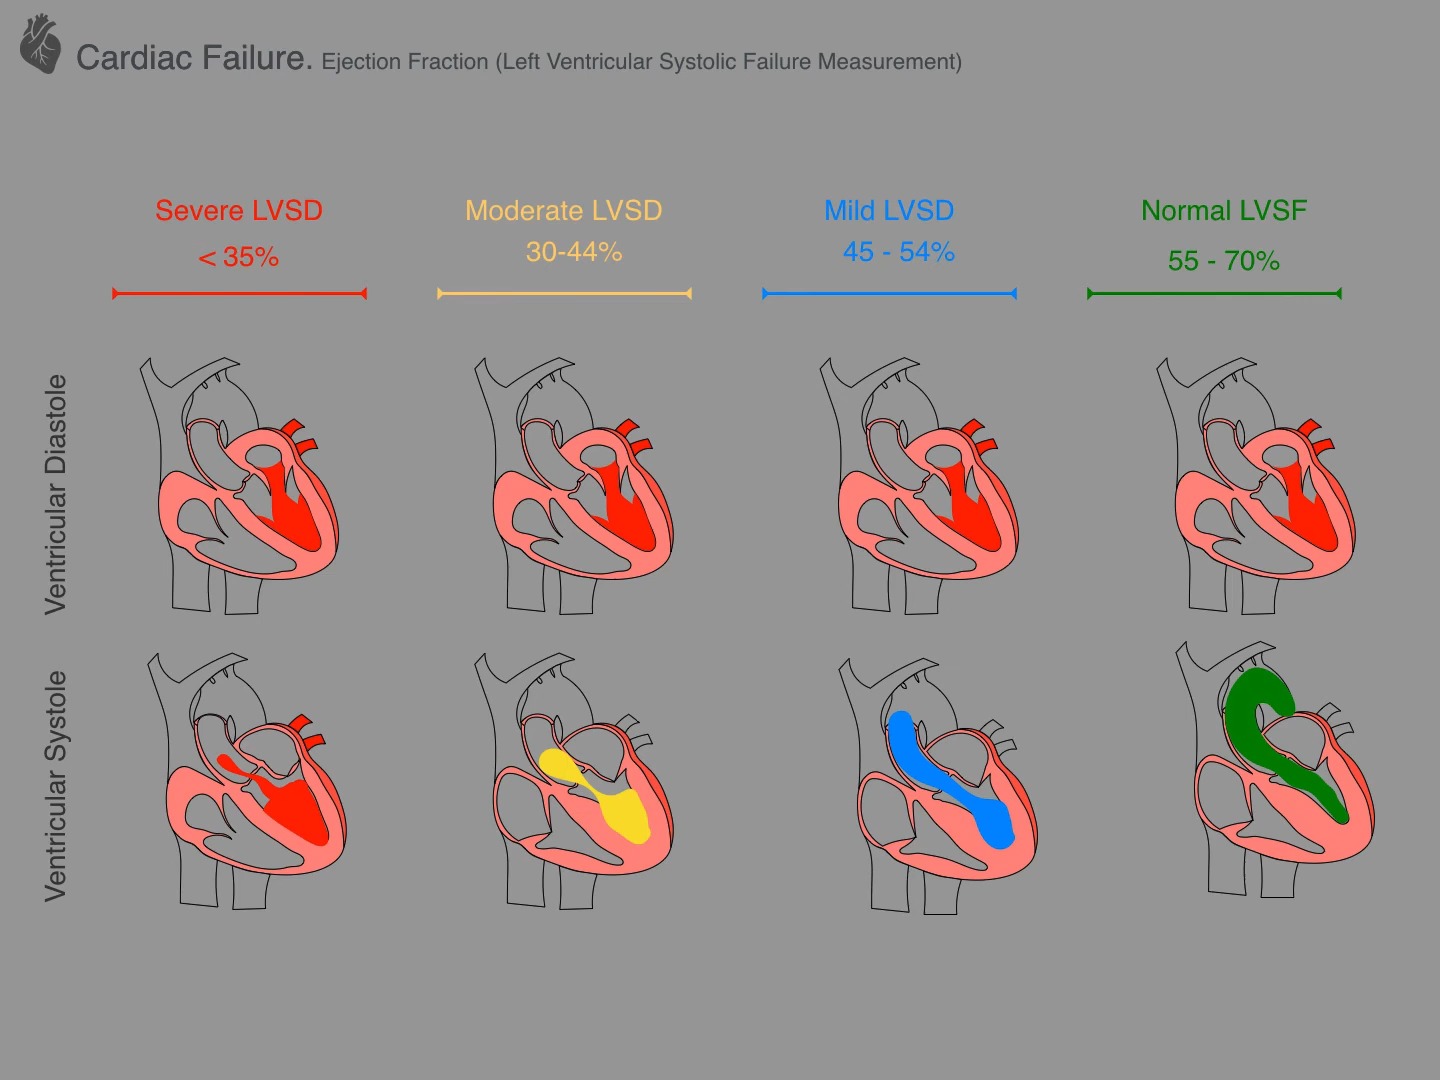 Cardiac Failure. Ejection Fraction (Left Ventricular Systolic Failure Measurement)
Severe LVSD
< 35%
Moderate LVSD
30-44%
Mild LVSD
45 - 54%
Normal LVSF
55 - 70%
Ventricular Diastole
Ventricular Systole